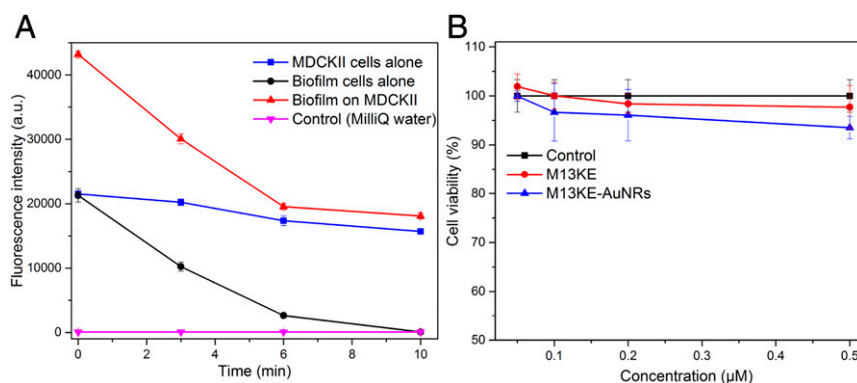 A
Fluorescence intensity (a.u.)
40000
30000
20000
10000
0
MDCKII cells alone
Biofilm cells alone
Biofilm on MDCKII
Control (MilliQ water)
0 2 4 6 8 10
Time (min)
B
Cell viability (%)
110
100
90
80
70
60
50
Control
M13KE
M13KE-AuNRs
0.1 0.2 0.3 0.4 0.5
Concentration (μM)